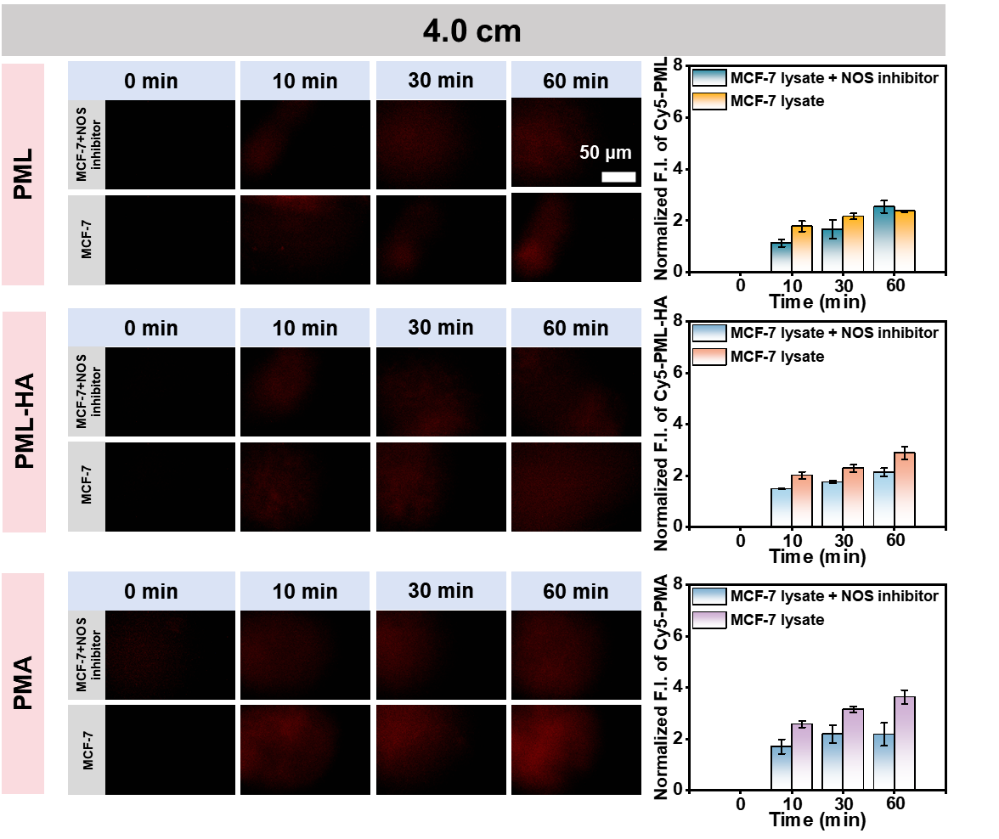 4.0 cm
PML
0 min
10 min
30 min
60 min
MCF-7+NOS
inhibitor
50 μm
MCF-7
Normalized F.I. of Cy5-PML
8
6
4
2
0
MCF-7 lysate + NOS inhibitor
MCF-7 lysate
0
10
30
60
Time (min)
PML-HA
0 min
10 min
30 min
60 min
MCF-7+NOS
inhibitor
MCF-7
Normalized F.I. of Cy5-PML-HA
8
6
4
2
0
MCF-7 lysate + NOS inhibitor
MCF-7 lysate
0
10
30
60
Time (min)
PMA
0 min
10 min
30 min
60 min
MCF-7+NOS
inhibitor
MCF-7
Normalized F.I. of Cy5-PMA
8
6
4
2
0
MCF-7 lysate + NOS inhibitor
MCF-7 lysate
0
10
30
60
Time (min)